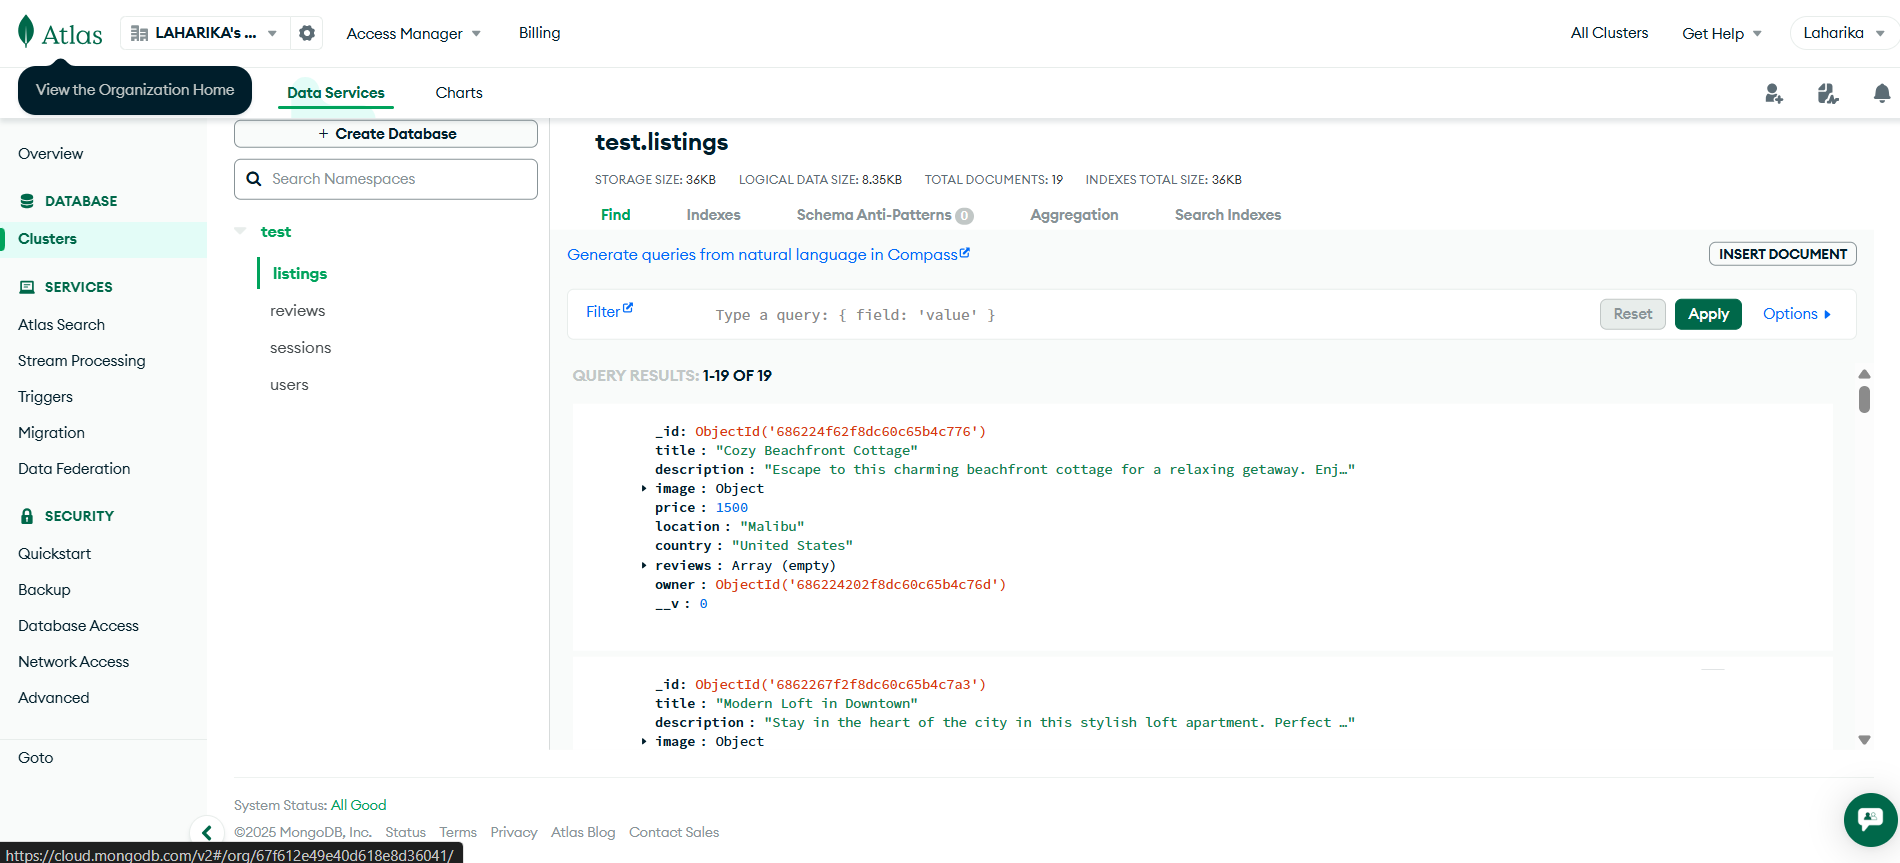 Atlas
LAHARIKA's ...
Access Manager
Billing
All Clusters
Get Help
Laharika
View the Organization Home
Data Services
Charts
Overview
DATABASE
Clusters
SERVICES
Atlas Search
Stream Processing
Triggers
Migration
Data Federation
SECURITY
Quickstart
Backup
Database Access
Network Access
Advanced
Goto
+ Create Database
Search Namespaces
test
listings
reviews
sessions
users
test.listings
STORAGE SIZE: 36KB LOGICAL DATA SIZE: 8.35KB TOTAL DOCUMENTS: 19 INDEXES TOTAL SIZE: 36KB
Find Indexes Schema Anti-Patterns 0 Aggregation Search Indexes
Generate queries from natural language in Compass
INSERT DOCUMENT
Filter
Type a query: { field: 'value' }
Reset
Apply
Options
QUERY RESULTS: 1-19 OF 19
_id: ObjectId('686224f62f8dc60c65b4c776')
title : "Cozy Beachfront Cottage"
description : "Escape to this charming beachfront cottage for a relaxing getaway. Enj…"
image : Object
price : 1500
location : "Malibu"
country : "United States"
reviews : Array (empty)
owner : ObjectId('686224202f8dc60c65b4c76d')
__v : 0
_id: ObjectId('6862267f2f8dc60c65b4c7a3')
title : "Modern Loft in Downtown"
description : "Stay in the heart of the city in this stylish loft apartment. Perfect …"
image : Object
System Status: All Good
©2025 MongoDB, Inc. Status Terms Privacy Atlas Blog Contact Sales
https://cloud.mongodb.com/v2#/org/67f612e49e40d618e8d36041/